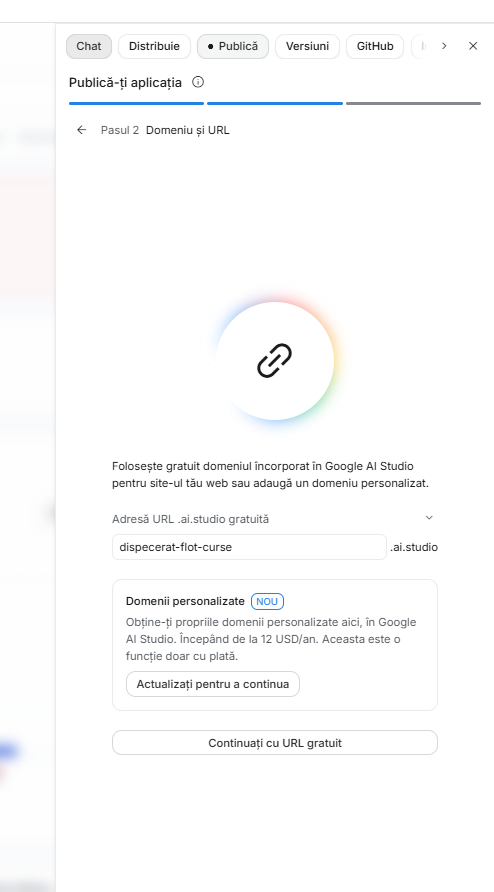 Chat Distribuie Publică Versiuni GitHub
Publică-ți aplicația
Pasul 2 Domeniu și URL
Folosește gratuit domeniul încorporat în Google AI Studio
pentru site-ul tău web sau adaugă un domeniu personalizat.
Adresă URL .ai.studio gratuită
dispecerat-flot-curse .ai.studio
Domenii personalizate NOU
Obține-ți propriile domenii personalizate aici, în Google
AI Studio. Începând de la 12 USD/an. Aceasta este o
funcție doar cu plată.
Actualizați pentru a continua
Continuați cu URL gratuit